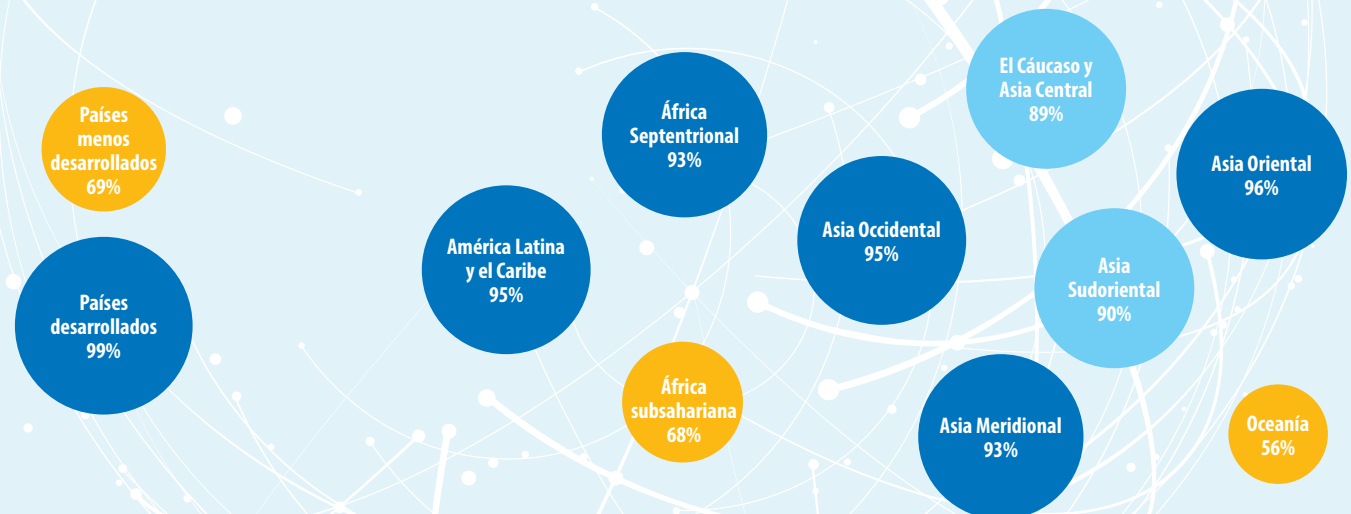 Países
menos
desarrollados
69%
Países
desarrollados
99%
América Latina
y el Caribe
95%
África
Septentrional
93%
África
subsahariana
68%
Asia Occidental
95%
El Cáucaso y
Asia Central
89%
Asia
Sudoriental
90%
Asia Meridional
93%
Asia Oriental
96%
Oceanía
56%